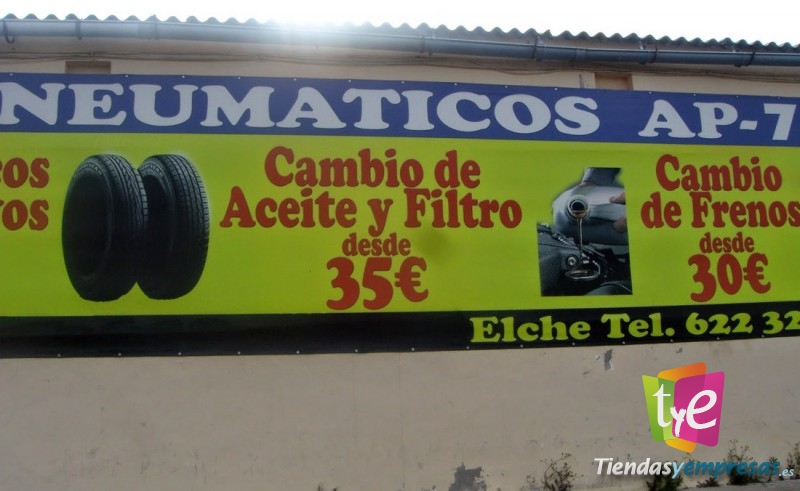 NEUMATICOS AP-7
Cambio de
Aceite y Filtro
desde
35€
Cambio
de Frenos
desde
30€
Elche Tel. 622 32
tye
Tiendasyempresas.es